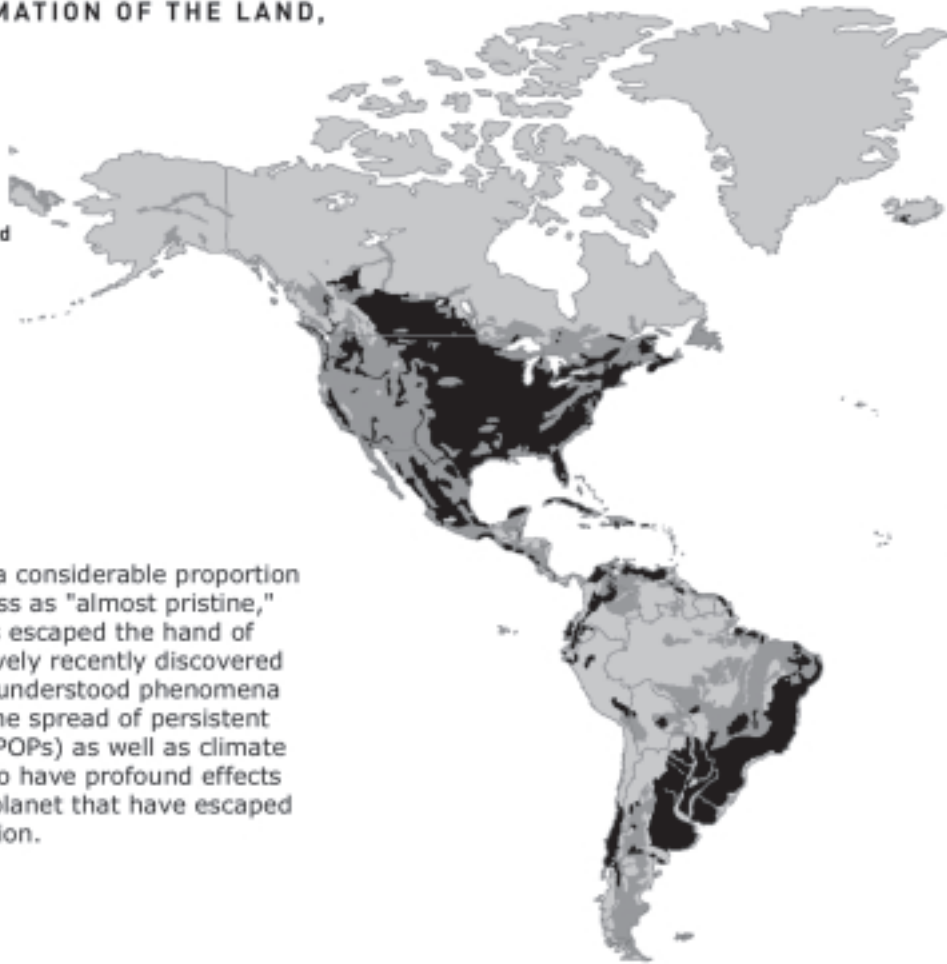 MATION OF THE LAND,
d
a considerable proportion
ss as "almost pristine,"
escaped the hand of
vely recently discovered
understood phenomena
he spread of persistent
POPs) as well as climate
o have profound effects
planet that have escaped
ion.